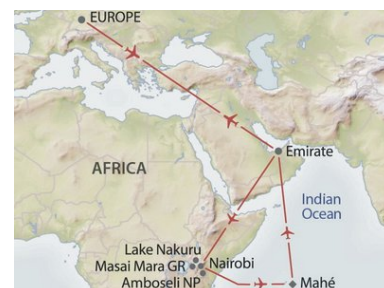 EUROPE
AFRICA
Emirate
Indian
Ocean
Lake Nakuru
Masai Mara GR
Nairobi
Amboseli NP
Mahé